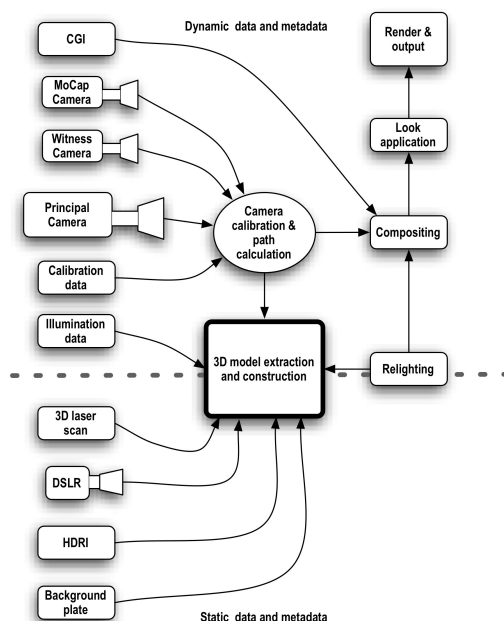 Dynamic data and metadata
CGI
Render &
output
MoCap
Camera
Look
application
Witness
Camera
Principal
Camera
Camera
calibration &
path
calculation
Compositing
Calibration
data
Illumination
data
3D model extraction
and construction
Relighting
3D laser
scan
DSLR
HDRI
Background
plate
Static data and metadata